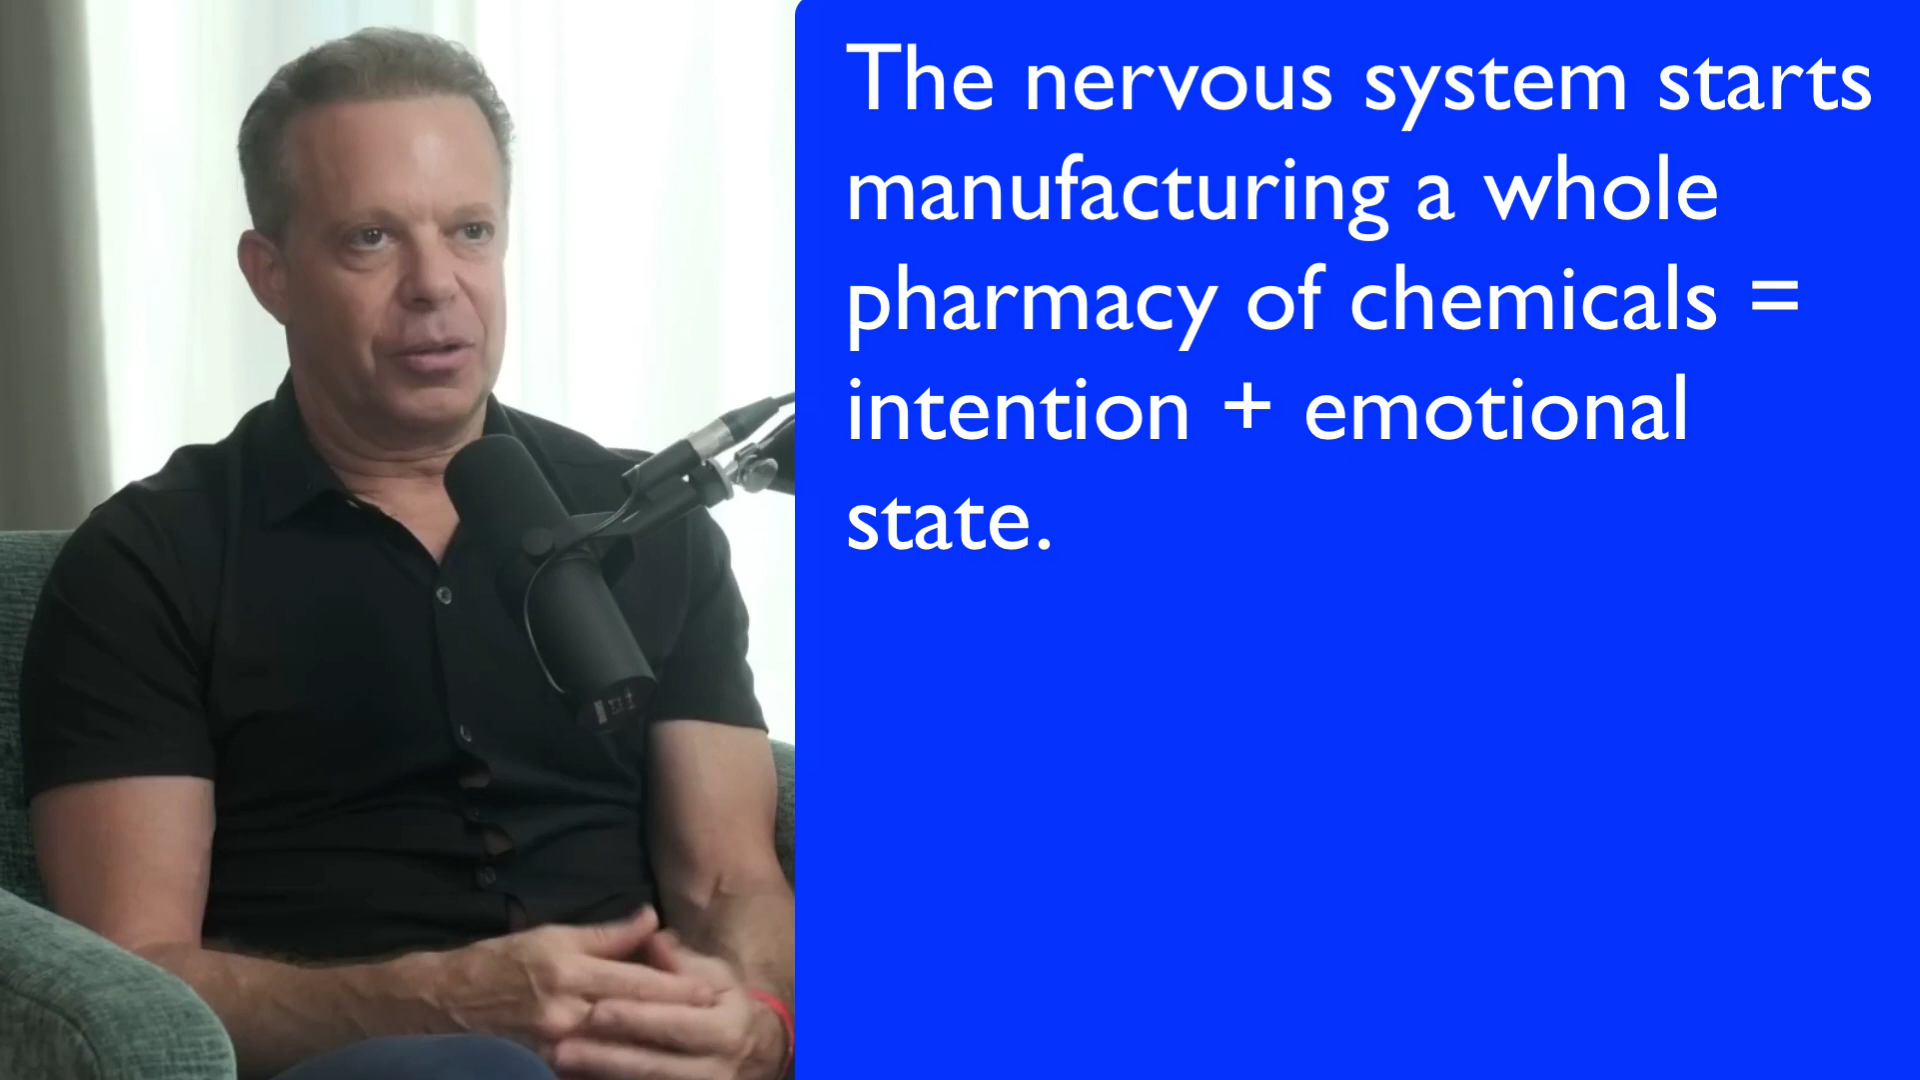 The nervous system starts
manufacturing a whole
pharmacy of chemicals =
intention + emotional
state.